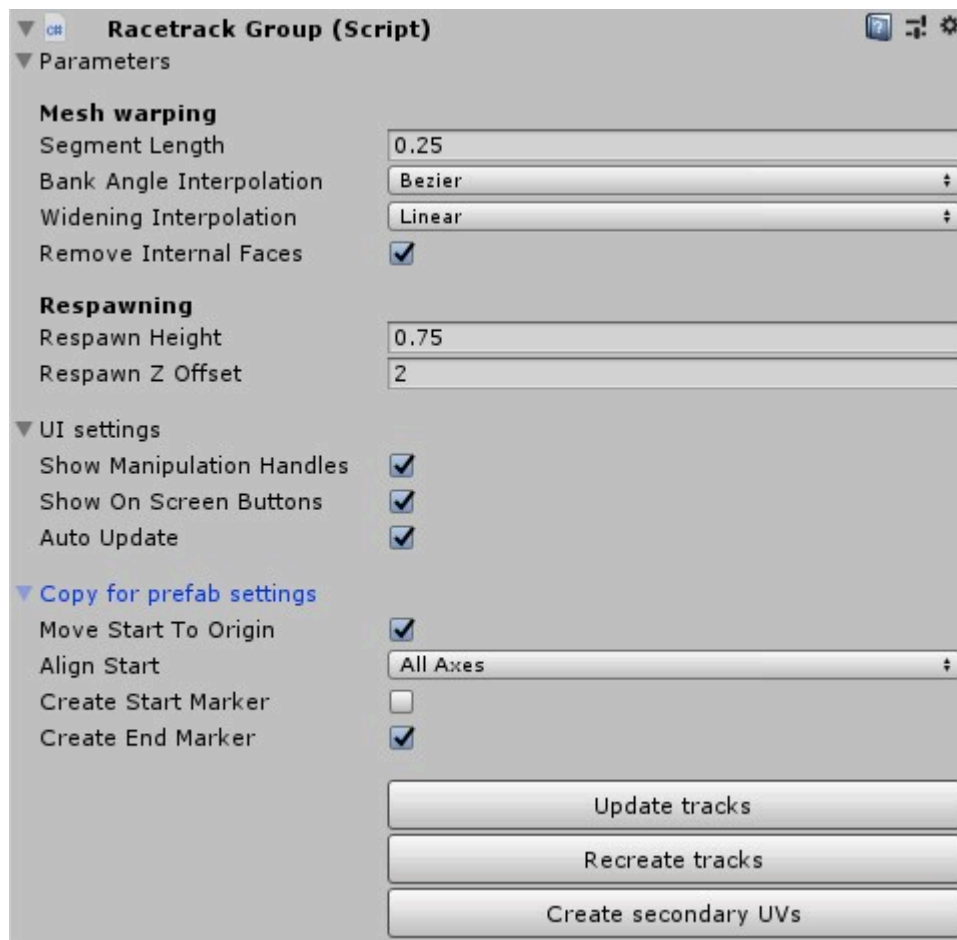 c# Racetrack Group (Script)
Parameters
Mesh warping
Segment Length 0.25
Bank Angle Interpolation Bezier
Widening Interpolation Linear
Remove Internal Faces
Respawning
Respawn Height 0.75
Respawn Z Offset 2
UI settings
Show Manipulation Handles
Show On Screen Buttons
Auto Update
Copy for prefab settings
Move Start To Origin
Align Start All Axes
Create Start Marker
Create End Marker
Update tracks
Recreate tracks
Create secondary UVs